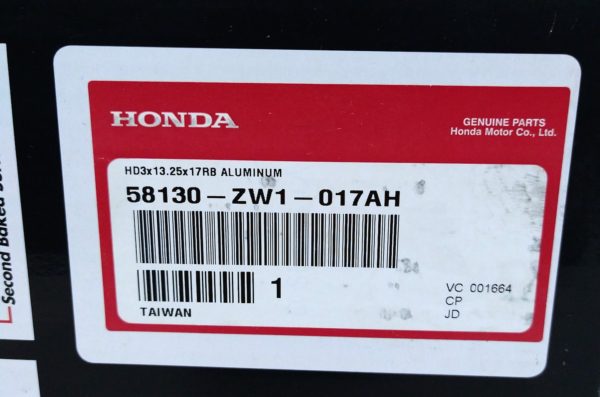 HONDA
GENUINE PARTS
Honda Motor Co., Ltd.
HD3x13.25x17RB ALUMINUM
58130-ZW1-017AH
1
TAIWAN
VC 001664
CP
JD
Second Baked